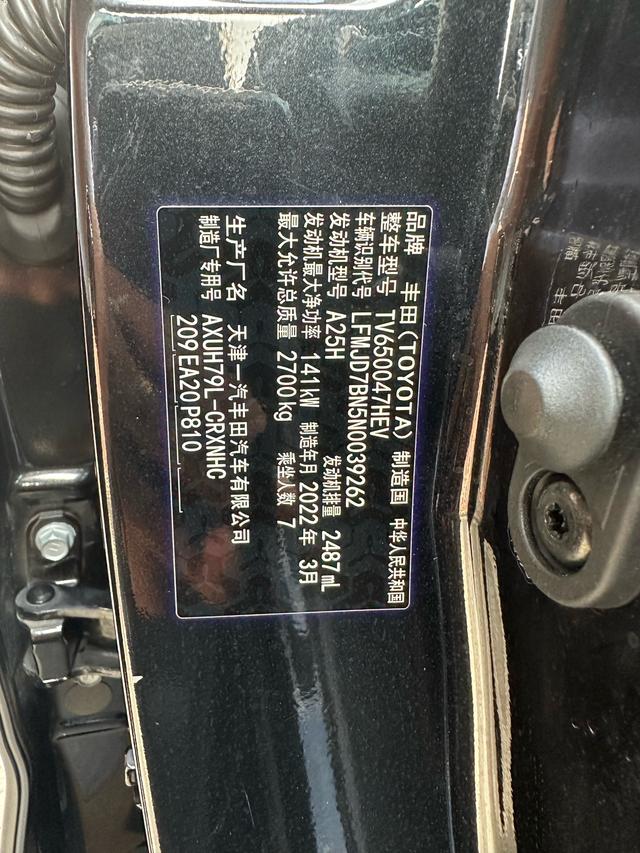 品牌 丰田(TOYOTA) 制造国 中华人民共和国
整车型号 TV650047HEV
车辆识别代号 LFMJD7BN5N0039262
发动机型号 A25H 发动机排量 2487mL
发动机最大净功率 141kW 制造年月 2022年 3月
最大允许总质量 2700kg 乘坐人数 7
生产厂名 天津一汽丰田汽车有限公司
制造厂专用号 AXUH79L-CRXNHC
209EA20P810